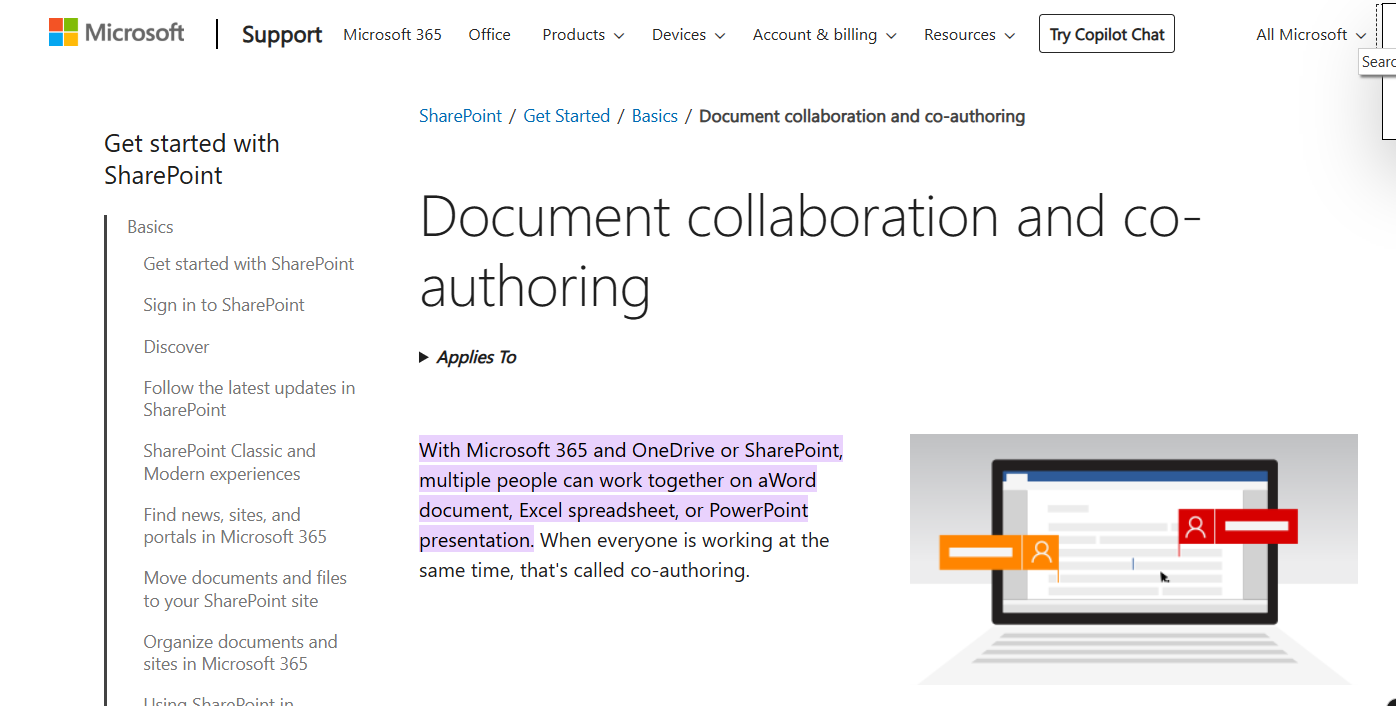 Microsoft
Support
Microsoft 365
Office
Products
Devices
Account & billing
Resources
Try Copilot Chat
All Microsoft
SharePoint / Get Started / Basics / Document collaboration and co-authoring
Get started with
SharePoint
Basics
Get started with SharePoint
Sign in to SharePoint
Discover
Follow the latest updates in
SharePoint
SharePoint Classic and
Modern experiences
Find news, sites, and
portals in Microsoft 365
Move documents and files
to your SharePoint site
Organize documents and
sites in Microsoft 365
Using SharePoint in
Document collaboration and co-
authoring
Applies To
With Microsoft 365 and OneDrive or SharePoint,
multiple people can work together on aWord
document, Excel spreadsheet, or PowerPoint
presentation. When everyone is working at the
same time, that's called co-authoring.